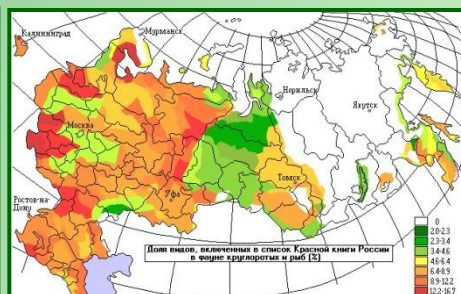 Мурманск
Калининград
Норильск
Якутск
Москва
Томск
Уфа
Ростов-на-
Дону
Доля видов, включенных в список Красной книги России
в фауне круглоротых и рыб (%)
0
2.0-2.3
2.3-3.4
3.4-4.6
4.6-6.4
6.4-8.9
8.9-12.2
12.2-16.7